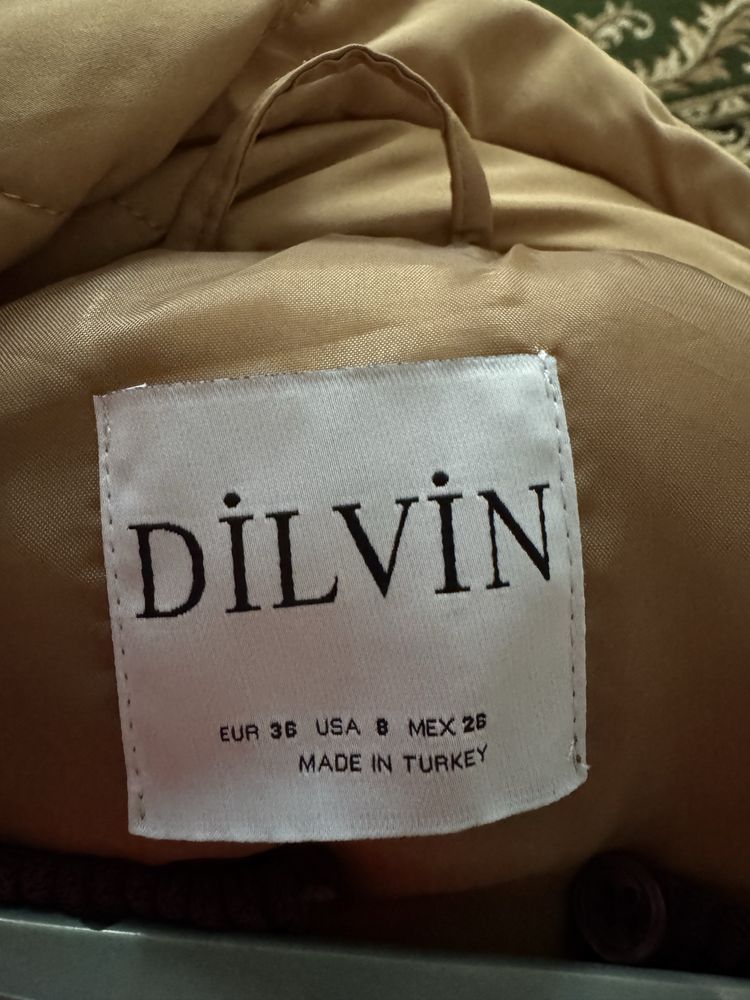 DİLVİN
EUR 36 USA 8 MEX 26
MADE IN TURKEY